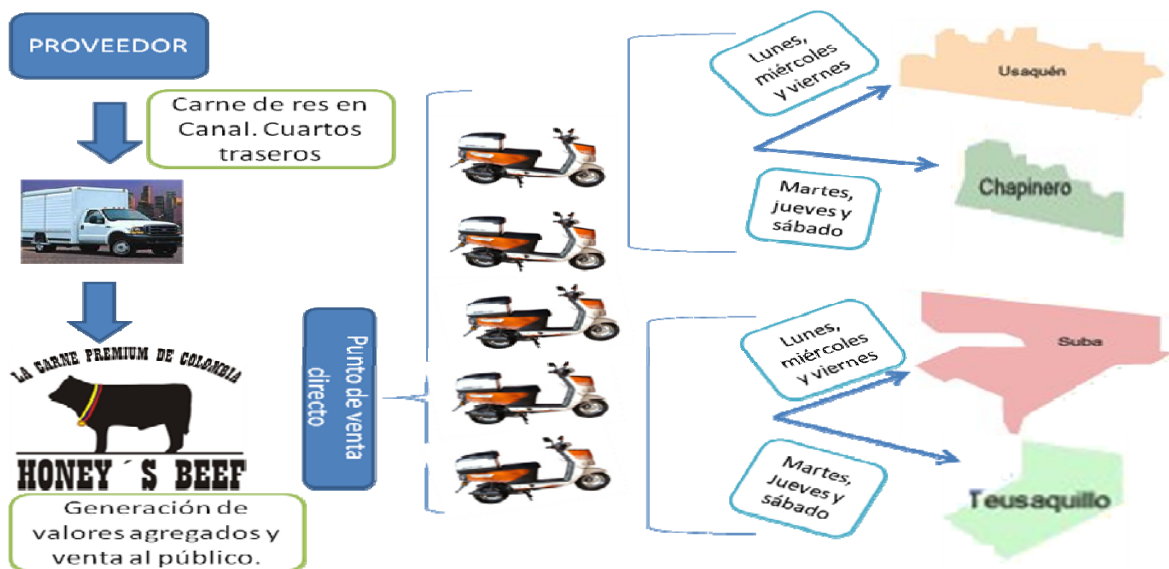 PROVEEDOR
Carne de res en
Canal. Cuartos
traseros
LA CARNE PREMIUM DE COLOMBIA
HONEY ´S BEEF
Generación de
valores agregados y
venta al público.
Punto de venta
directo
Lunes,
miércoles
y viernes
Usaquén
Martes,
jueves y
sábado
Chapinero
Lunes,
miércoles
y viernes
Suba
Martes,
Jueves y
sábado
Teusaquillo